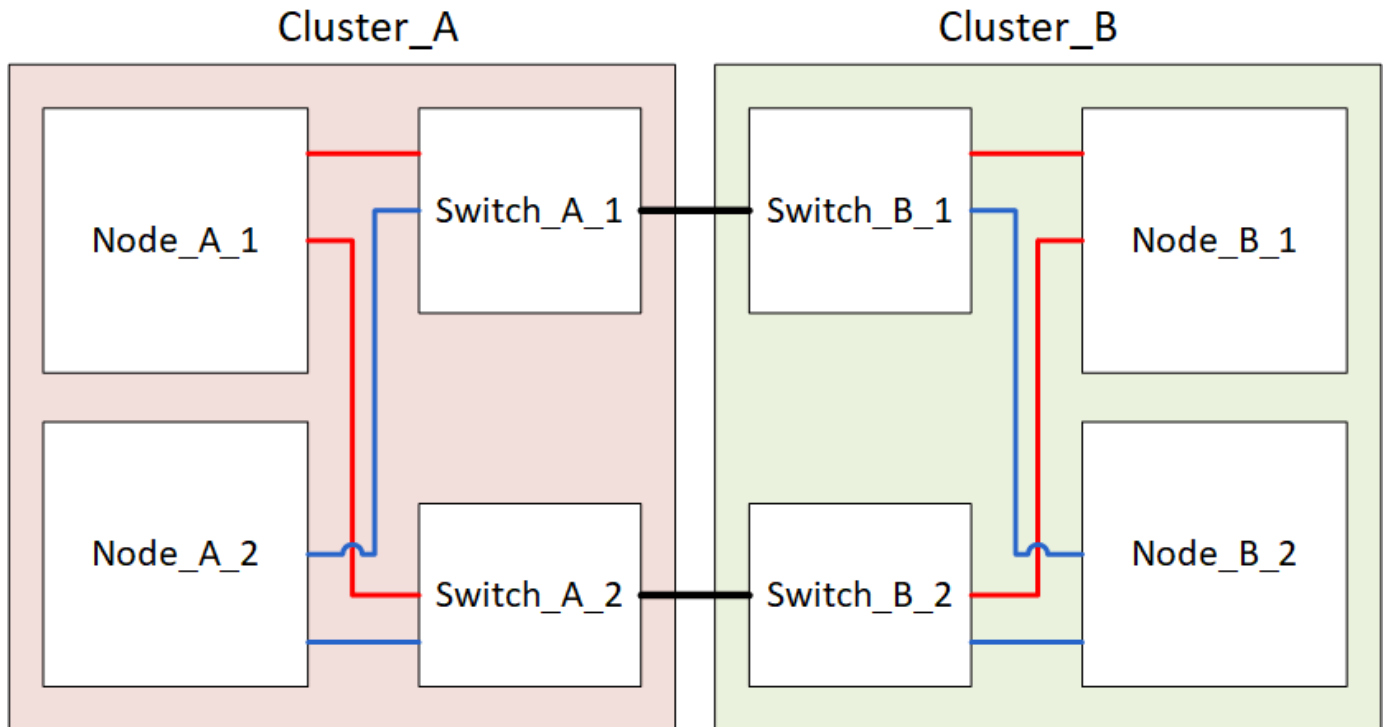 Cluster_A
Cluster_B
Node_A_1
Switch_A_1
Switch_B_1
Node_B_1
Node_A_2
Switch_A_2
Switch_B_2
Node_B_2